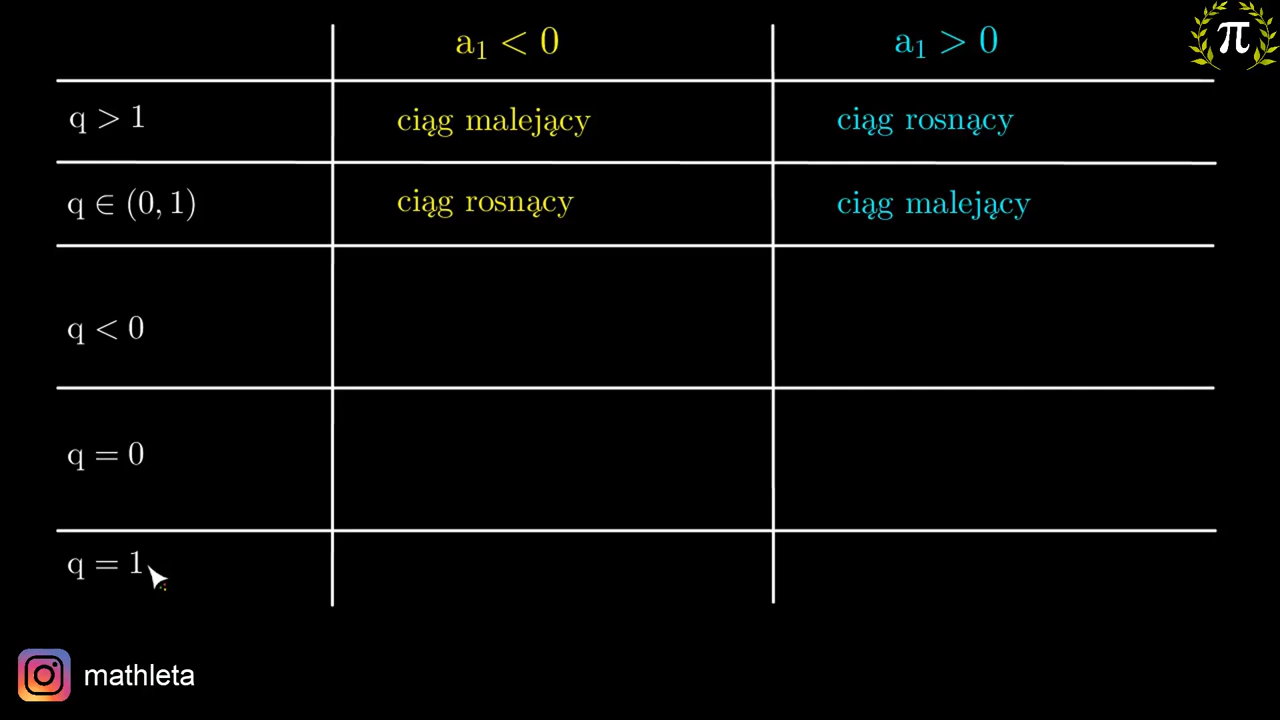 a₁ < 0 a₁ > 0
q > 1 ciąg malejący ciąg rosnący
q ∈ (0, 1) ciąg rosnący ciąg malejący
q < 0
q = 0
q = 1
mathleta
π